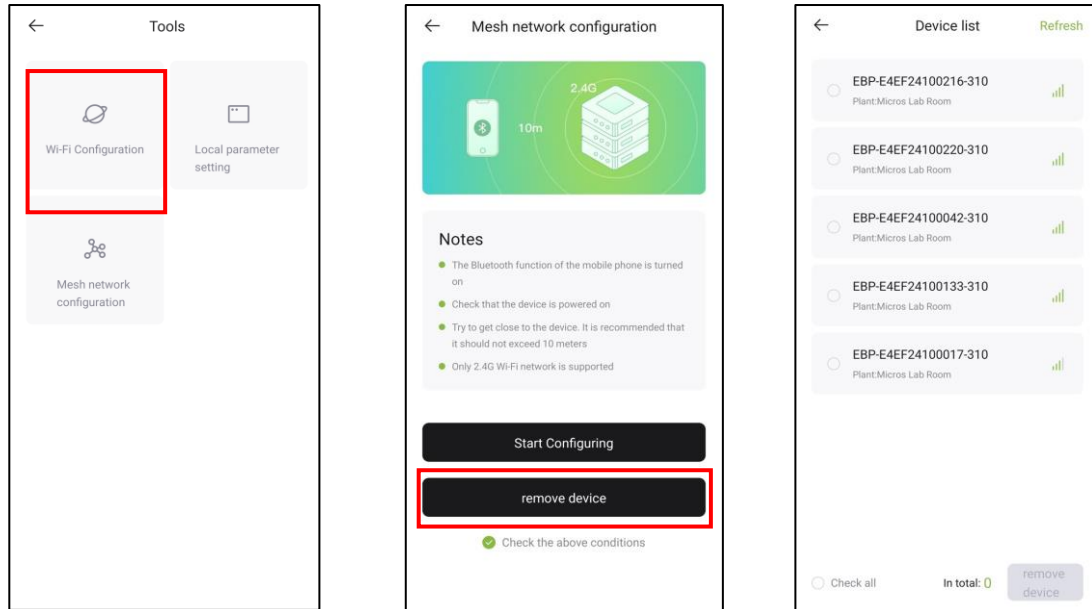 Tools
Wi-Fi Configuration
Local parameter
setting
Mesh network
configuration
Mesh network configuration
2.4G
10m
Notes
The Bluetooth function of the mobile phone is turned
on
Check that the device is powered on
Try to get close to the device. It is recommended that
it should not exceed 10 meters
Only 2.4G Wi-Fi network is supported
Start Configuring
remove device
Check the above conditions
Device list
Refresh
EBP-E4EF24100216-310
Plant:Micros Lab Room
EBP-E4EF24100220-310
Plant:Micros Lab Room
EBP-E4EF24100042-310
Plant:Micros Lab Room
EBP-E4EF24100133-310
Plant:Micros Lab Room
EBP-E4EF24100017-310
Plant:Micros Lab Room
Check all
In total: 0
remove
device